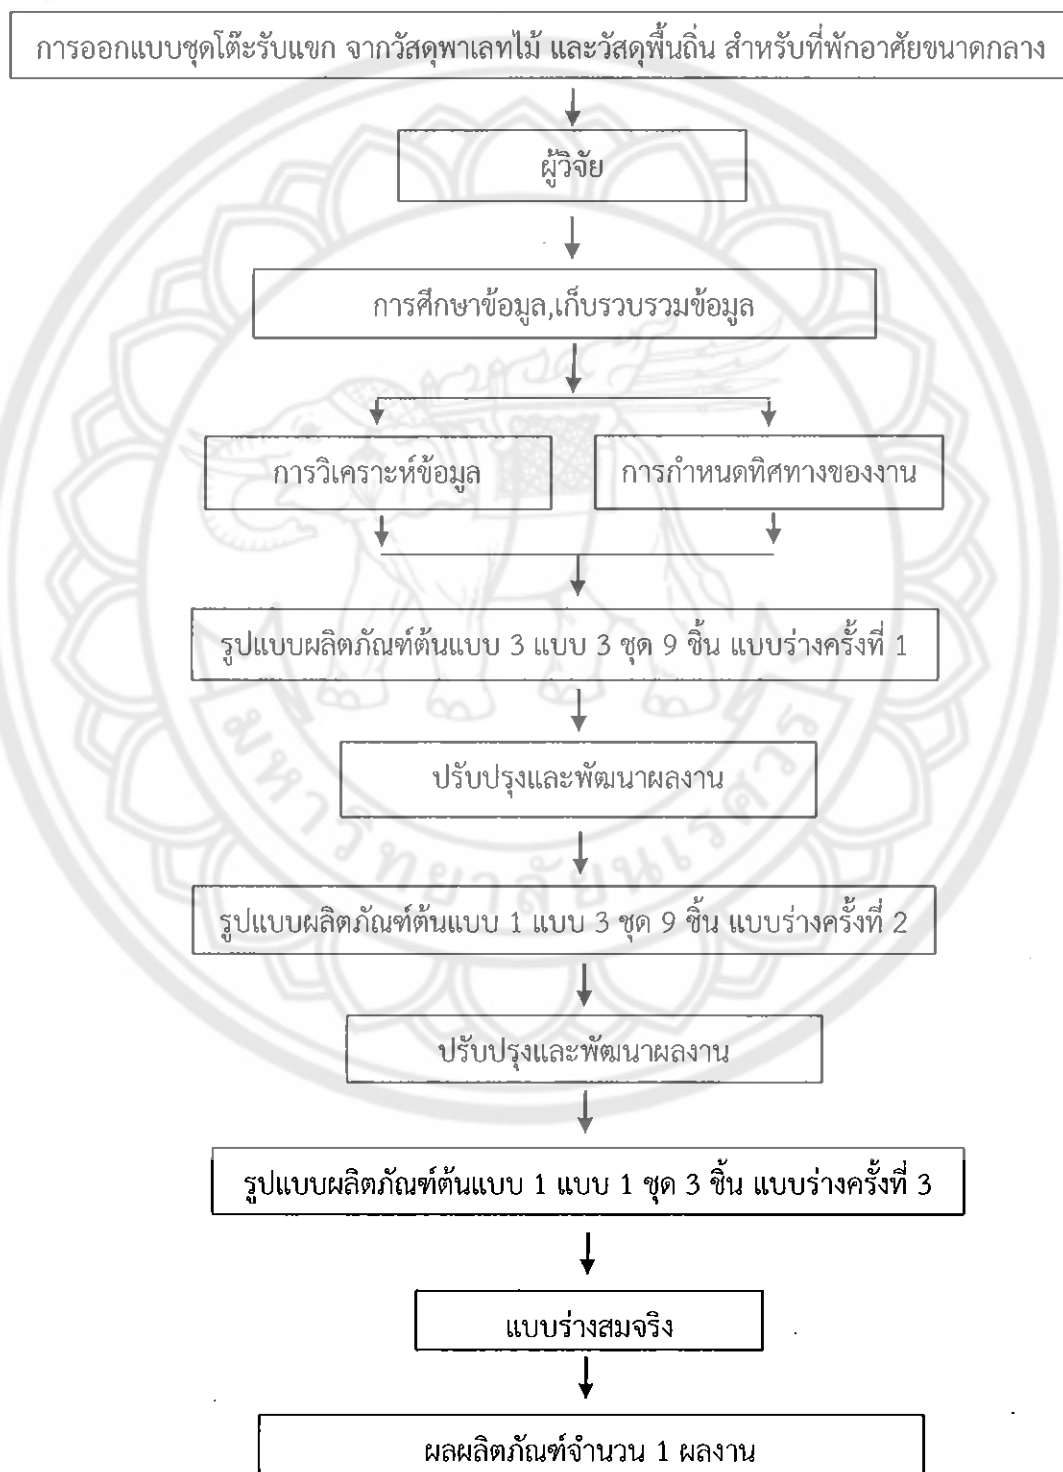 การออกแบบชุดโต๊ะรับแขก จากวัสดุพาเลทไม้ และวัสดุพื้นถิ่น สำหรับที่พักอาศัยขนาดกลาง
ผู้วิจัย
การศึกษาข้อมูล,เก็บรวบรวมข้อมูล
การวิเคราะห์ข้อมูล
การกำหนดทิศทางของงาน
รูปแบบผลิตภัณฑ์ต้นแบบ 3 แบบ 3 ชุด 9 ชิ้น แบบร่างครั้งที่ 1
ปรับปรุงและพัฒนาผลงาน
รูปแบบผลิตภัณฑ์ต้นแบบ 1 แบบ 3 ชุด 9 ชิ้น แบบร่างครั้งที่ 2
ปรับปรุงและพัฒนาผลงาน
รูปแบบผลิตภัณฑ์ต้นแบบ 1 แบบ 1 ชุด 3 ชิ้น แบบร่างครั้งที่ 3
แบบร่างสมจริง
ผลผลิตภัณฑ์จำนวน 1 ผลงาน
มหาวิทยาลัยนเรศวร